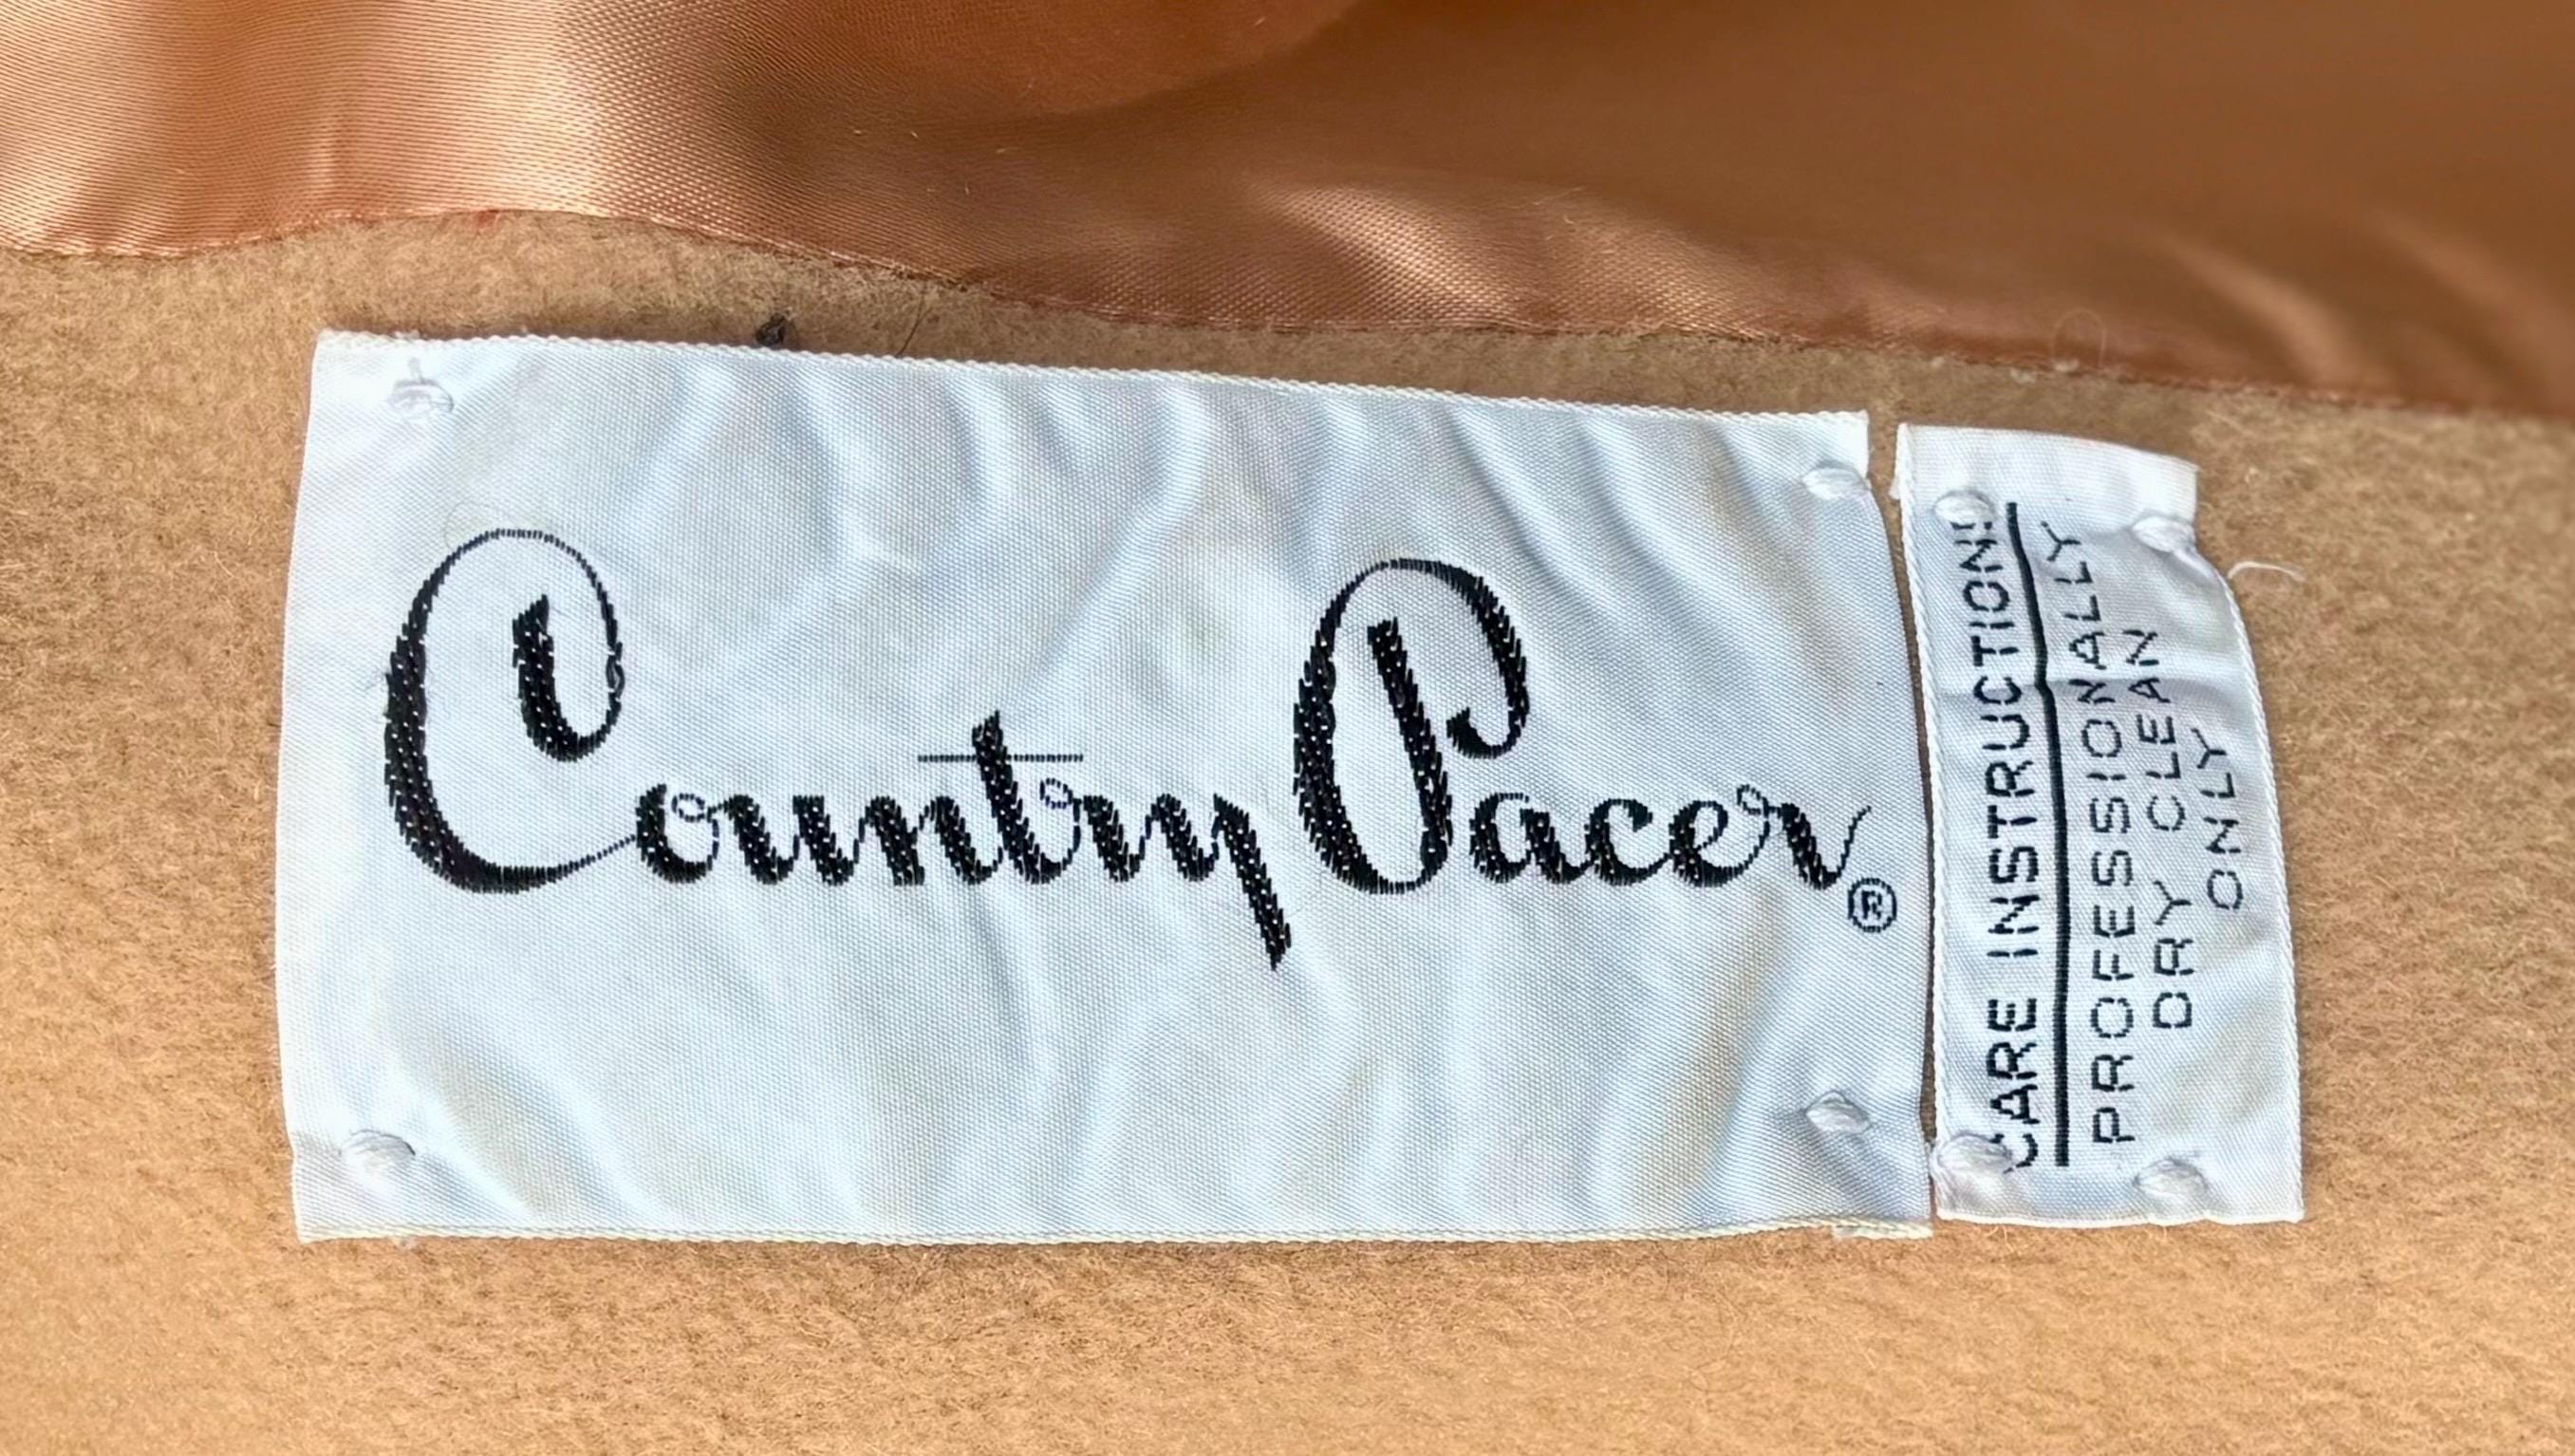 Country Pacer®
CARE INSTRUCTIONS
PROFESSIONALLY
DRY CLEAN
ONLY